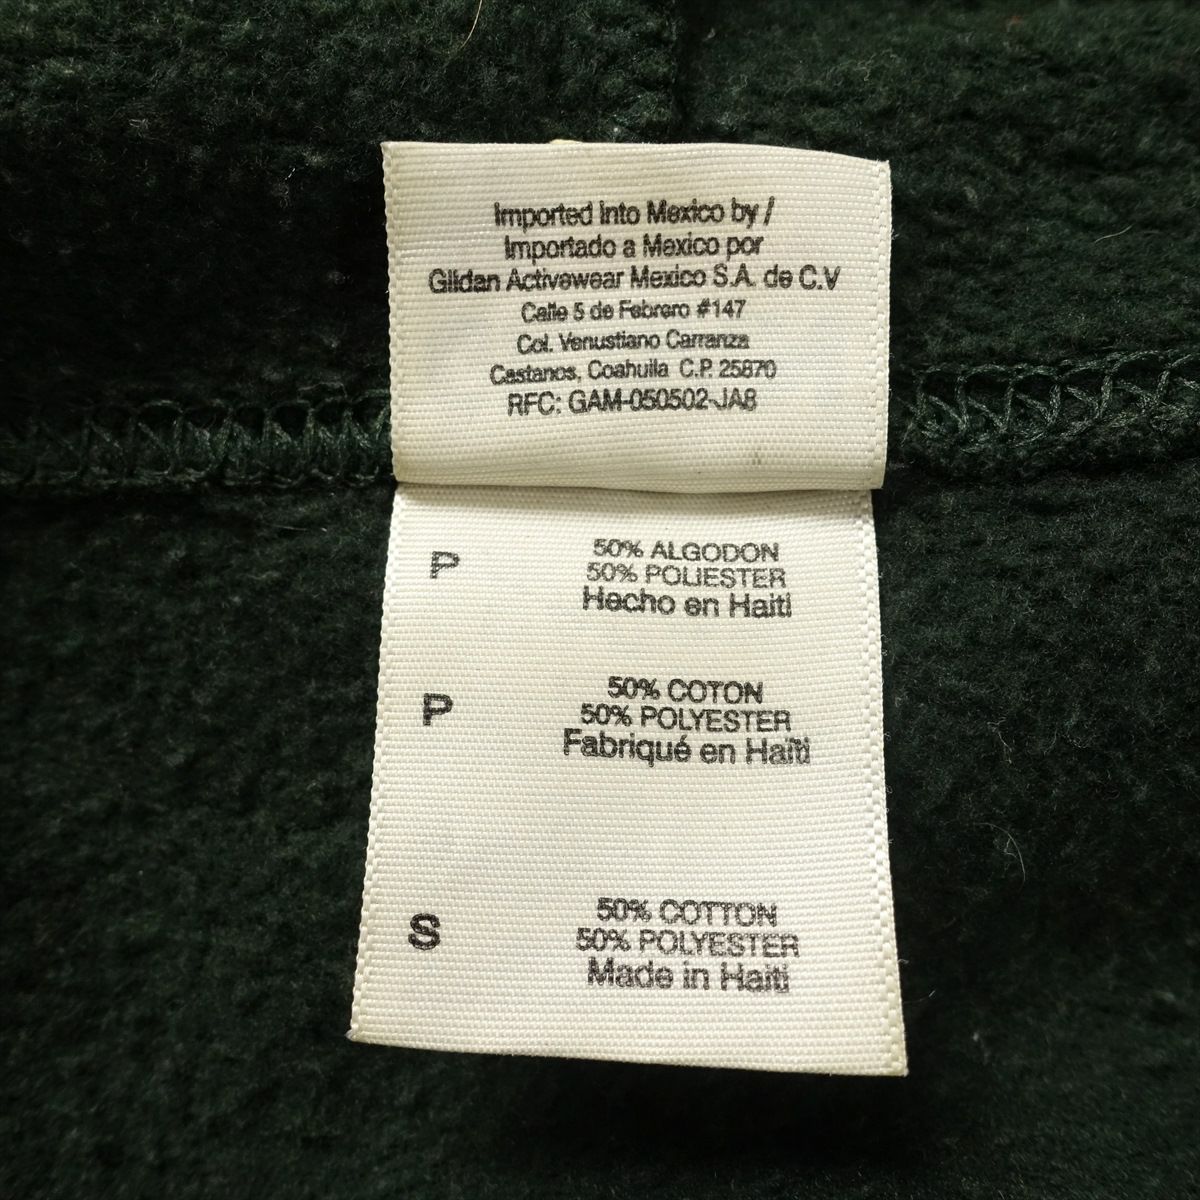 Imported Into Mexico by /
Importado a Mexico por
Gildan Activewear Mexico S.A. de C.V
Calle 5 de Febrero #147
Col. Venustiano Carranza
Castanos, Coahuila C.P. 25870
RFC: GAM-050502-JA8
P
50% ALGODON
50% POLIESTER
Hecho en Haiti
P
50% COTON
50% POLYESTER
Fabriqué en Haïti
S
50% COTTON
50% POLYESTER
Made in Haiti